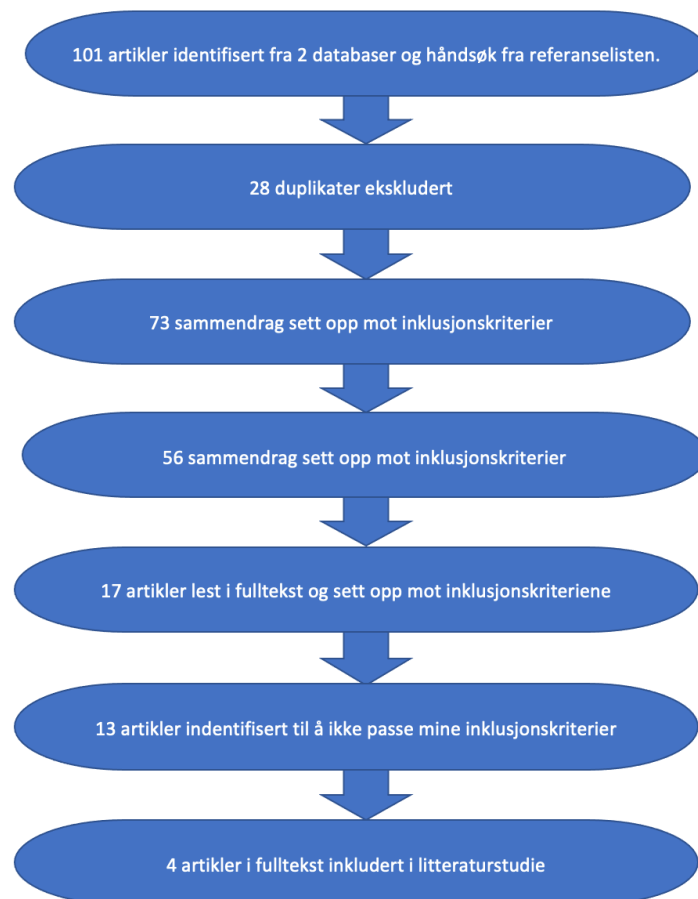 101 artikler identifisert fra 2 databaser og håndsøk fra referanselisten.
28 duplikater ekskludert
73 sammendrag sett opp mot inklusjonskriterier
56 sammendrag sett opp mot inklusjonskriterier
17 artikler lest i fulltekst og sett opp mot inklusjonskriteriene
13 artikler indentifisert til å ikke passe mine inklusjonskriterier
4 artikler i fulltekst inkludert i litteraturstudie